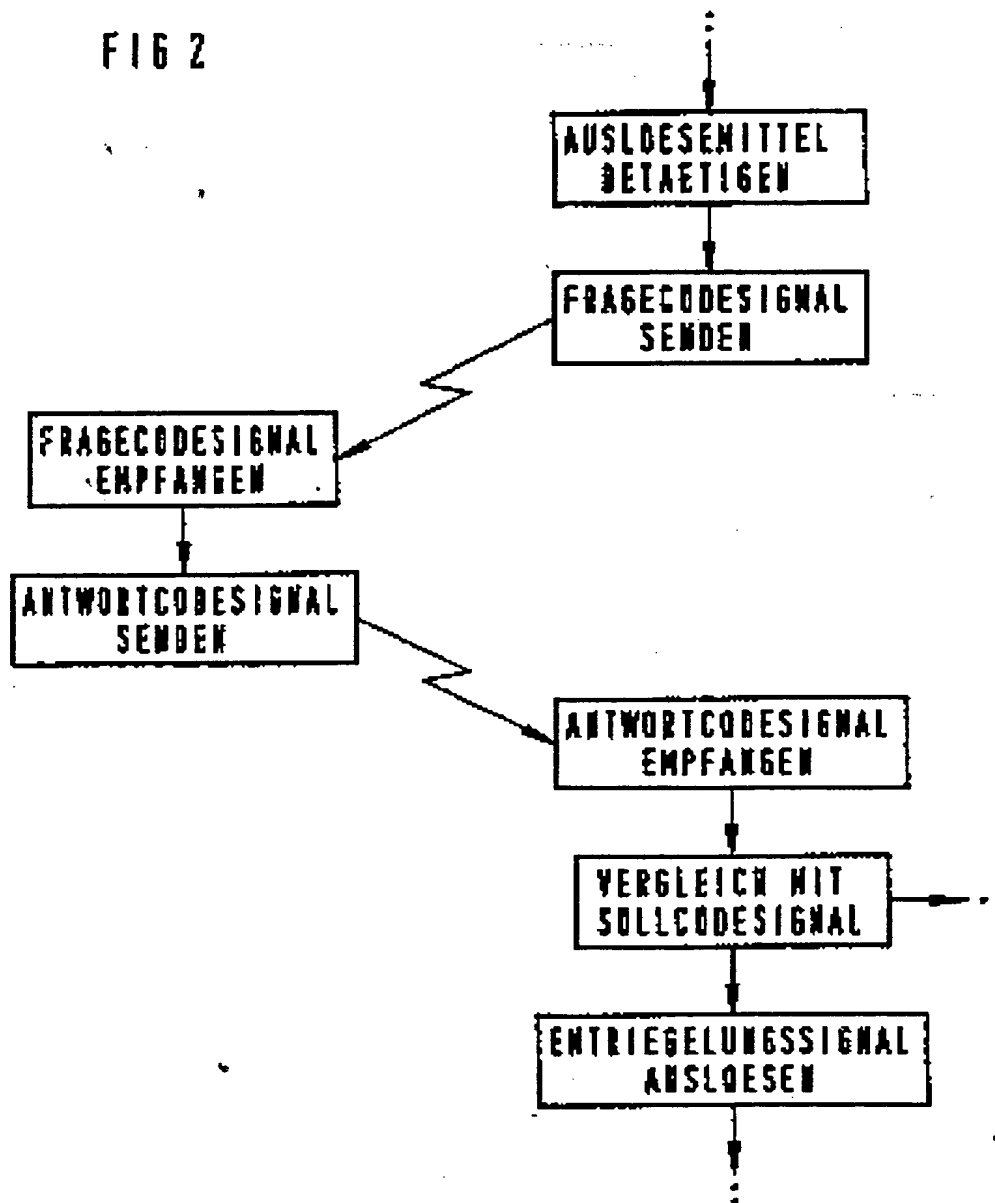 FIG 2
AUSLOESEMITTEL
BETAETIGEN
FRAGECODESIGNAL
SENDEN
FRAGECODESIGNAL
EMPFANGEN
ANTWORTCODESIGNAL
SENDEN
ANTWORTCODESIGNAL
EMPFANGEN
VERGLEICH MIT
SOLLCODESIGNAL
ENTRIEGELUNGSSIGNAL
AUSLOESEN